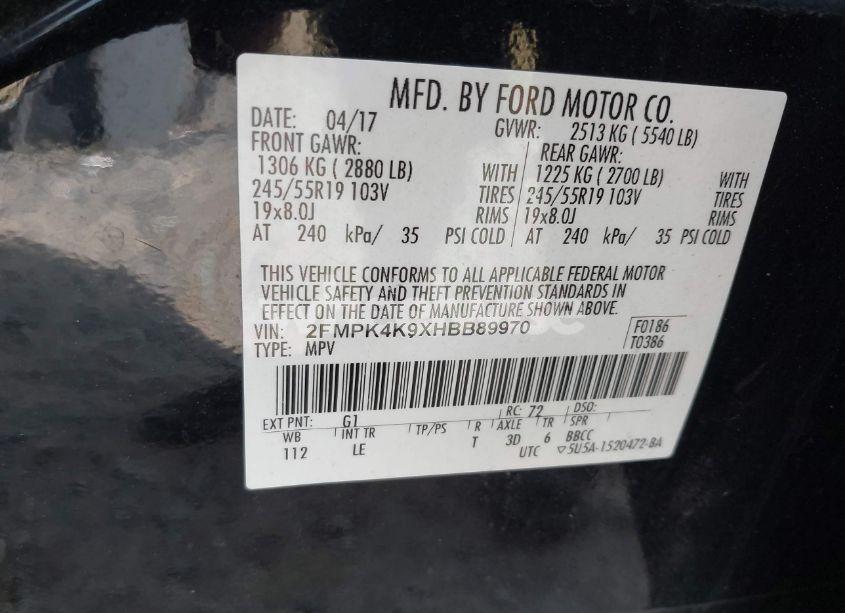 MFD. BY FORD MOTOR CO.
DATE: 04/17 GVWR: 2513 KG ( 5540 LB)
FRONT GAWR: REAR GAWR:
1306 KG ( 2880 LB) WITH 1225 KG ( 2700 LB) WITH
245/55R19 103V TIRES 245/55R19 103V TIRES
19x8.0J RIMS 19x8.0J RIMS
AT 240 kPa/ 35 PSI COLD AT 240 kPa/ 35 PSI COLD
THIS VEHICLE CONFORMS TO ALL APPLICABLE FEDERAL MOTOR
VEHICLE SAFETY AND THEFT PREVENTION STANDARDS IN
EFFECT ON THE DATE OF MANUFACTURE SHOWN ABOVE.
VIN: 2FMPK4K9XHBB89970 F0186
TYPE: MPV T0386
EXT PNT: G1 RC: 72 DSO:
WB INT TR TP/PS R AXLE TR SPR
112 LE T 3D 6 BBCC
UTC ▽5U5A-1520472-BA